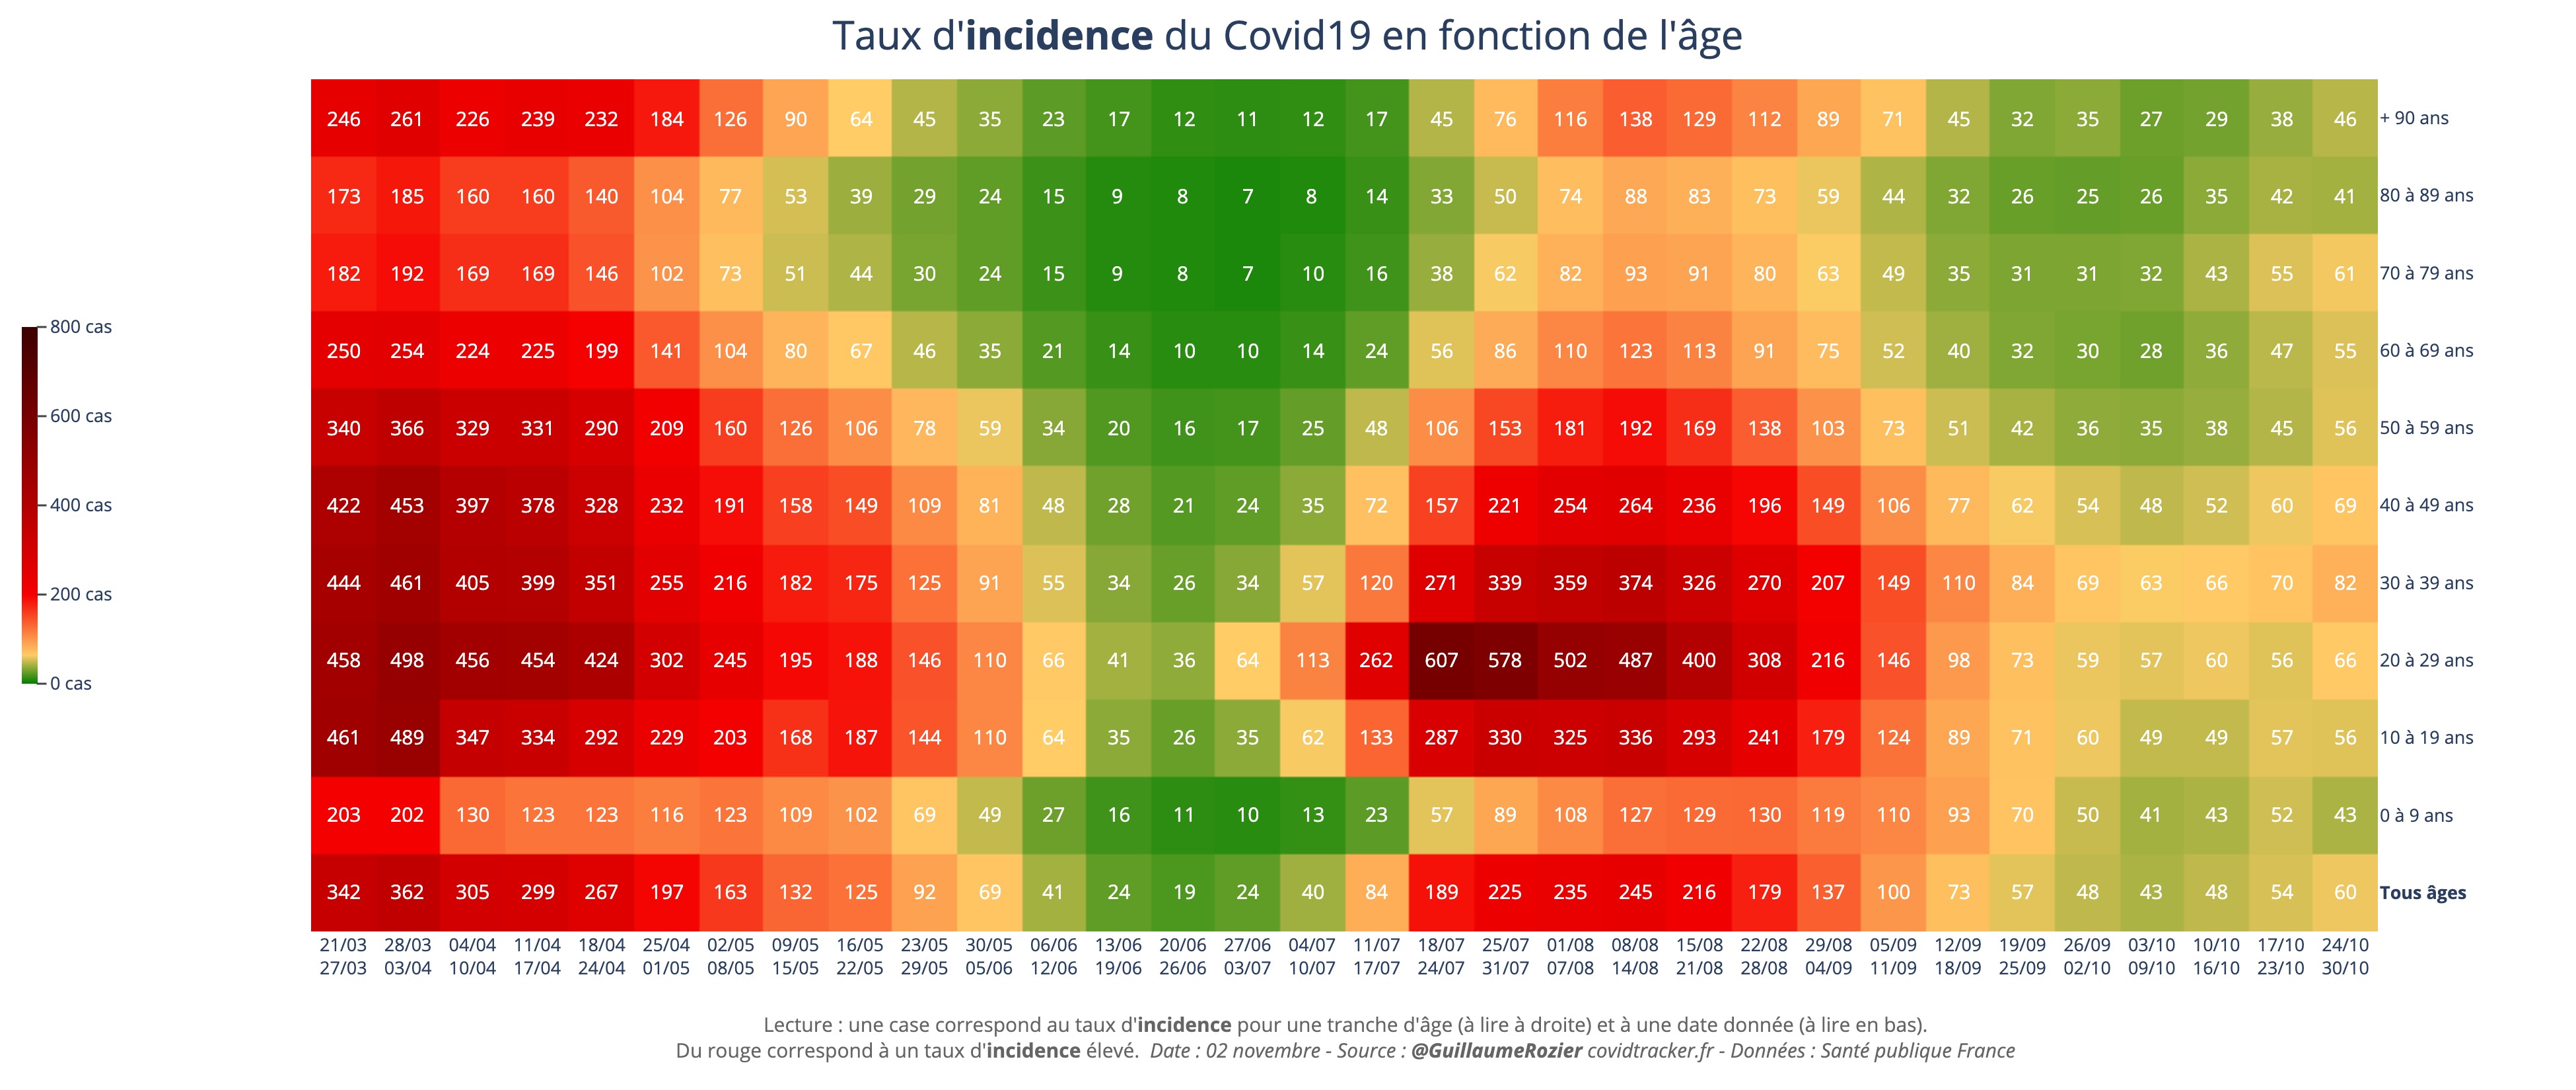 Taux d'incidence du Covid19 en fonction de l'âge
800 cas
600 cas
400 cas
200 cas
0 cas
246 261 226 239 232 184 126 90 64 45 35 23 17 12 11 12 17 45 76 116 138 129 112 89 71 45 32 35 27 29 38 46 + 90 ans
173 185 160 160 140 104 77 53 39 29 24 15 9 8 7 8 14 33 50 74 88 83 73 59 44 32 26 25 26 35 42 41 80 à 89 ans
182 192 169 169 146 102 73 51 44 30 24 15 9 8 7 10 16 38 62 82 93 91 80 63 49 35 31 31 32 43 55 61 70 à 79 ans
250 254 224 225 199 141 104 80 67 46 35 21 14 10 10 14 24 56 86 110 123 113 91 75 52 40 32 30 28 36 47 55 60 à 69 ans
340 366 329 331 290 209 160 126 106 78 59 34 20 16 17 25 48 106 153 181 192 169 138 103 73 51 42 36 35 38 45 56 50 à 59 ans
422 453 397 378 328 232 191 158 149 109 81 48 28 21 24 35 72 157 221 254 264 236 196 149 106 77 62 54 48 52 60 69 40 à 49 ans
444 461 405 399 351 255 216 182 175 125 91 55 34 26 34 57 120 271 339 359 374 326 270 207 149 110 84 69 63 66 70 82 30 à 39 ans
458 498 456 454 424 302 245 195 188 146 110 66 41 36 64 113 262 607 578 502 487 400 308 216 146 98 73 59 57 60 56 66 20 à 29 ans
461 489 347 334 292 229 203 168 187 144 110 64 35 26 35 62 133 287 330 325 336 293 241 179 124 89 71 60 49 49 57 56 10 à 19 ans
203 202 130 123 123 116 123 109 102 69 49 27 16 11 10 13 23 57 89 108 127 129 130 119 110 93 70 50 41 43 52 43 0 à 9 ans
342 362 305 299 267 197 163 132 125 92 69 41 24 19 24 40 84 189 225 235 245 216 179 137 100 73 57 48 43 48 54 60 Tous âges
21/03 28/03 04/04 11/04 18/04 25/04 02/05 09/05 16/05 23/05 30/05 06/06 13/06 20/06 27/06 04/07 11/07 18/07 25/07 01/08 08/08 15/08 22/08 29/08 05/09 12/09 19/09 26/09 03/10 10/10 17/10 24/10
27/03 03/04 10/04 17/04 24/04 01/05 08/05 15/05 22/05 29/05 05/06 12/06 19/06 26/06 03/07 10/07 17/07 24/07 31/07 07/08 14/08 21/08 28/08 04/09 11/09 18/09 25/09 02/10 09/10 16/10 23/10 30/10
Lecture : une case correspond au taux d'incidence pour une tranche d'âge (à lire à droite) et à une date donnée (à lire en bas).
Du rouge correspond à un taux d'incidence élevé. Date : 02 novembre - Source : @GuillaumeRozier covidtracker.fr - Données : Santé publique France